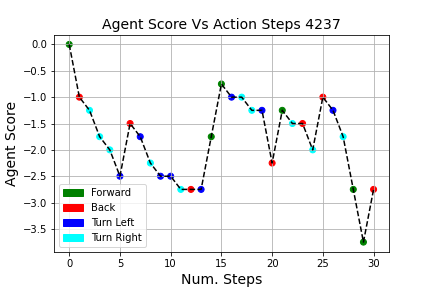 Agent Score Vs Action Steps 4237
0.0
−0.5
−1.0
−1.5
−2.0
−2.5
−3.0
−3.5
Agent Score
Forward
Back
Turn Left
Turn Right
0 5 10 15 20 25 30
Num. Steps